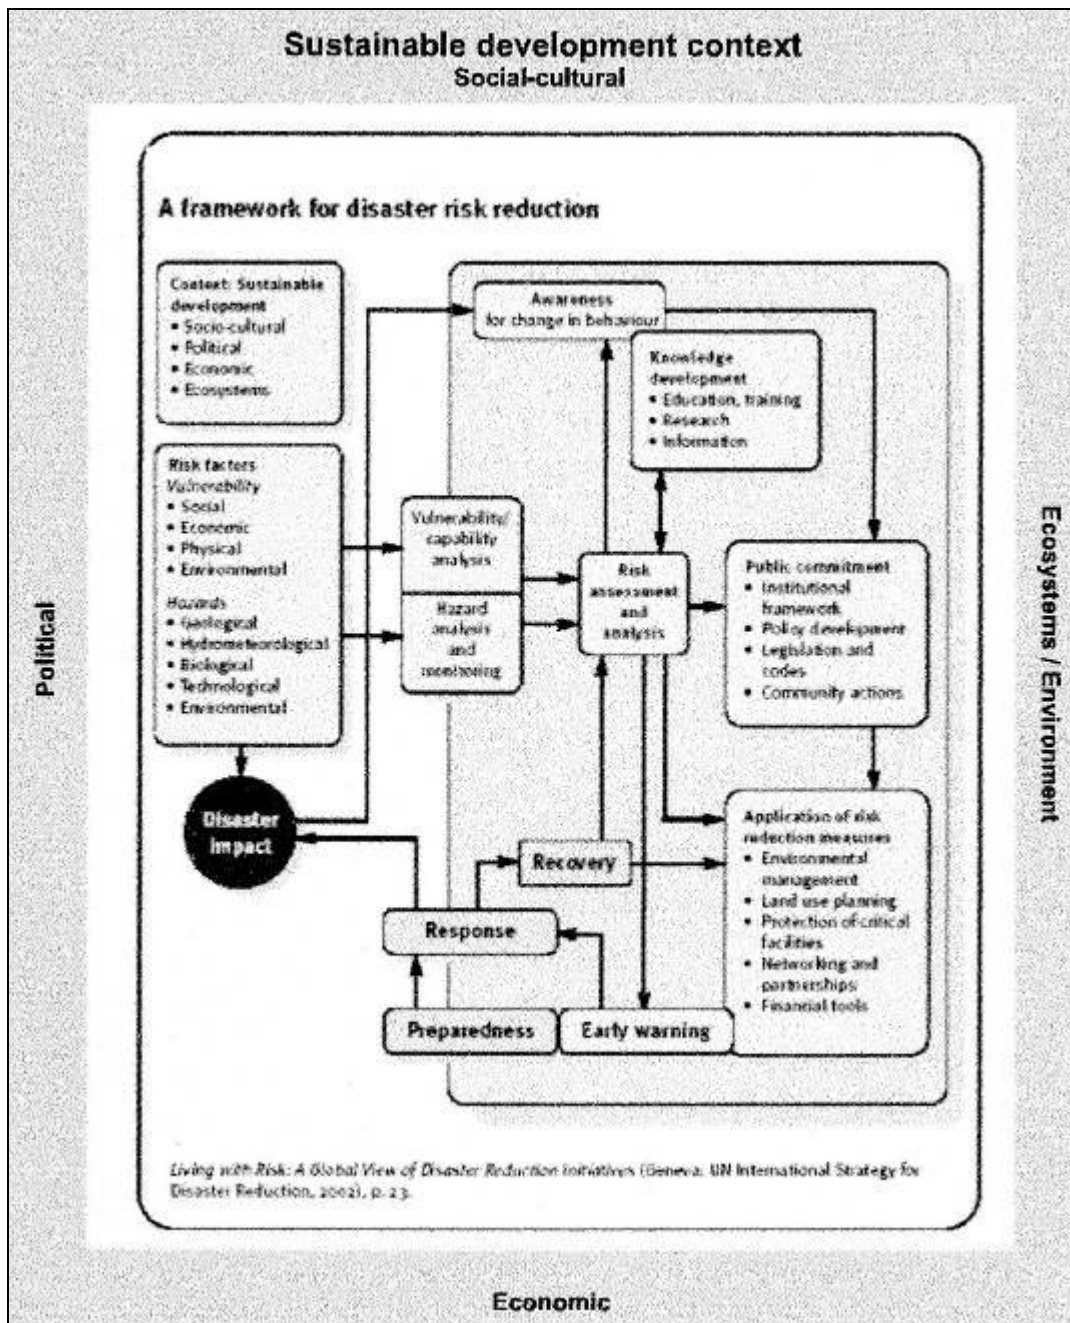 Sustainable development context
Social-cultural
A framework for disaster risk reduction
Context: Sustainable
development
• Socio-cultural
• Political
• Economic
• Ecosystems
Awareness
for change in behaviour
Knowledge
development
• Education, training
• Research
• Information
Risk factors
Vulnerability
• Social
• Economic
• Physical
• Environmental
Hazards
• Geological
• Hydrometeorological
• Biological
• Technological
• Environmental
Vulnerability/
capability
analysis
Hazard
analysis
and
monitoring
Risk
assessment
and
analysis
Public commitment
• Institutional
framework
• Policy development
• Legislation and
codes
• Community actions
Political
Ecosystems / Environment
Disaster
Impact
Recovery
Application of risk
reduction measures
• Environmental
management
• Land use planning
• Protection of critical
facilities
• Networking and
partnerships
• Financial tools
Response
Preparedness
Early warning
Living with Risk: A Global View of Disaster Reduction Initiatives (Geneva: UN International Strategy for
Disaster Reduction, 2002), p. 23.
Economic